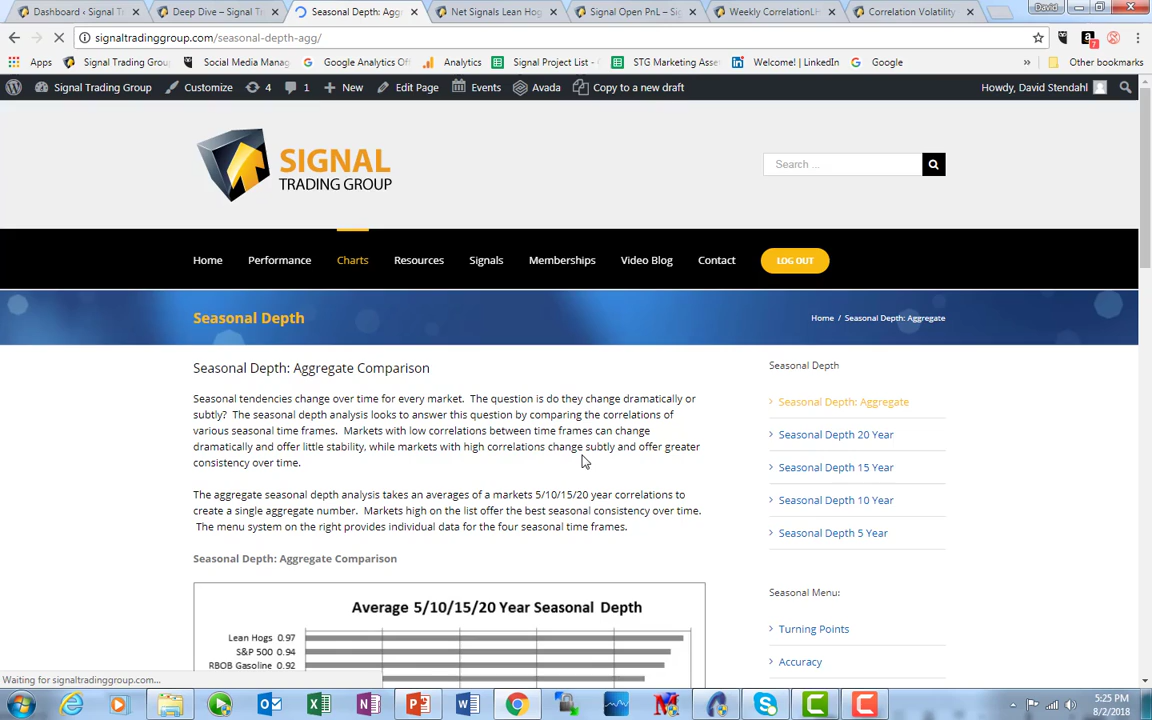 Dashboard ‹ Signal T
Deep Dive – Signal Tr
Seasonal Depth: Agg
Net Signals Lean Hog
Signal Open PnL – Si
Weekly CorrelationLH
Correlation Volatility
David
signaltradinggroup.com/seasonal-depth-agg/
7
Apps
Signal Trading Grou
Social Media Manag
Google Analytics Of
Analytics
Signal Project List -
STG Marketing Asse
Welcome! | LinkedIn
Google
»
Other bookmarks
Signal Trading Group
Customize
4
1
New
Edit Page
Events
Avada
Copy to a new draft
Howdy, David Stendahl
SIGNAL
TRADING GROUP
Search ...
Home
Performance
Charts
Resources
Signals
Memberships
Video Blog
Contact
LOG OUT
Seasonal Depth
Home / Seasonal Depth: Aggregate
Seasonal Depth: Aggregate Comparison
Seasonal tendencies change over time for every market. The question is do they change dramatically or
subtly? The seasonal depth analysis looks to answer this question by comparing the correlations of
various seasonal time frames. Markets with low correlations between time frames can change
dramatically and offer little stability, while markets with high correlations change subtly and offer greater
consistency over time.
The aggregate seasonal depth analysis takes an averages of a markets 5/10/15/20 year correlations to
create a single aggregate number. Markets high on the list offer the best seasonal consistency over time.
The menu system on the right provides individual data for the four seasonal time frames.
Seasonal Depth: Aggregate Comparison
Average 5/10/15/20 Year Seasonal Depth
Lean Hogs 0.97
S&P 500 0.94
RBOB Gasoline 0.92
Seasonal Depth
Seasonal Depth: Aggregate
Seasonal Depth 20 Year
Seasonal Depth 15 Year
Seasonal Depth 10 Year
Seasonal Depth 5 Year
Seasonal Menu:
Turning Points
Accuracy
Waiting for signaltradinggroup.com...
5:25 PM
8/2/2018